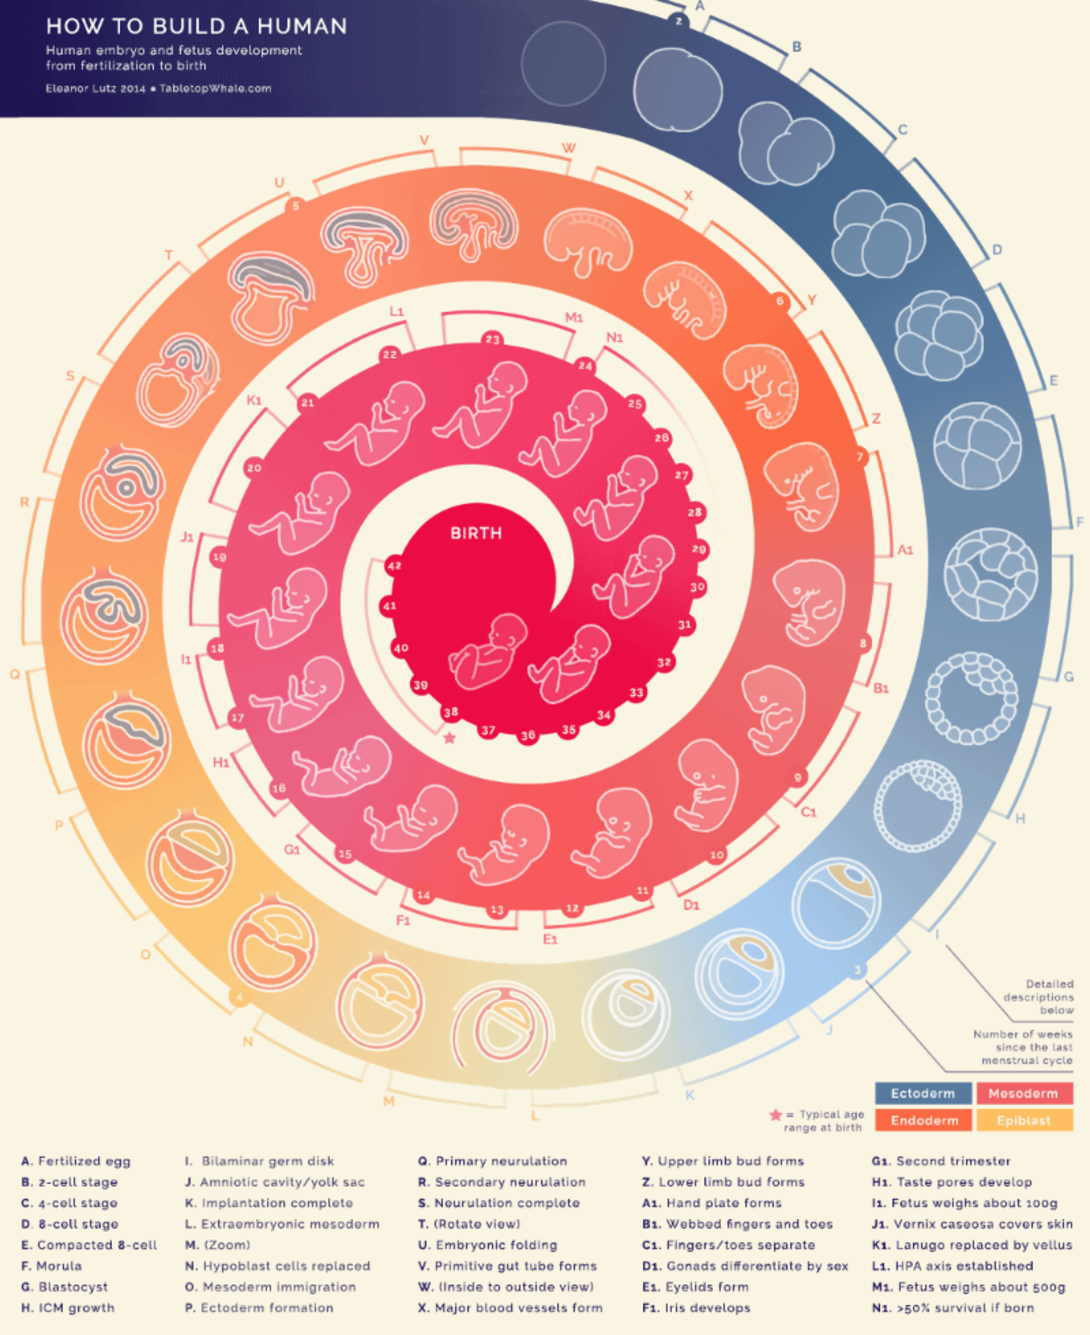 HOW TO BUILD A HUMAN
Human embryo and fetus development
from fertilization to birth
Eleanor Lutz 2014 • TabletopWhale.com
A
2
B
C
D
E
F
G
H
I
3
J
K
L
M
N
4
O
P
Q
R
S
T
U
5
V
W
X
6
Y
Z
7
A1
8
B1
9
C1
10
D1
11
12
E1
13
14
F1
15
G1
16
H1
17
I1
18
19
J1
20
K1
21
22
L1
23
M1
24
N1
25
26
27
28
29
30
31
32
33
34
35
36
37
38
39
40
41
42
BIRTH
Detailed
descriptions
below
Number of weeks
since the last
menstrual cycle
★ = Typical age
range at birth
Ectoderm Mesoderm
Endoderm Epiblast
A. Fertilized egg
B. 2-cell stage
C. 4-cell stage
D. 8-cell stage
E. Compacted 8-cell
F. Morula
G. Blastocyst
H. ICM growth
I. Bilaminar germ disk
J. Amniotic cavity/yolk sac
K. Implantation complete
L. Extraembryonic mesoderm
M. (Zoom)
N. Hypoblast cells replaced
O. Mesoderm immigration
P. Ectoderm formation
Q. Primary neurulation
R. Secondary neurulation
S. Neurulation complete
T. (Rotate view)
U. Embryonic folding
V. Primitive gut tube forms
W. (Inside to outside view)
X. Major blood vessels form
Y. Upper limb bud forms
Z. Lower limb bud forms
A1. Hand plate forms
B1. Webbed fingers and toes
C1. Fingers/toes separate
D1. Gonads differentiate by sex
E1. Eyelids form
F1. Iris develops
G1. Second trimester
H1. Taste pores develop
I1. Fetus weighs about 100g
J1. Vernix caseosa covers skin
K1. Lanugo replaced by vellus
L1. HPA axis established
M1. Fetus weighs about 500g
N1. >50% survival if born